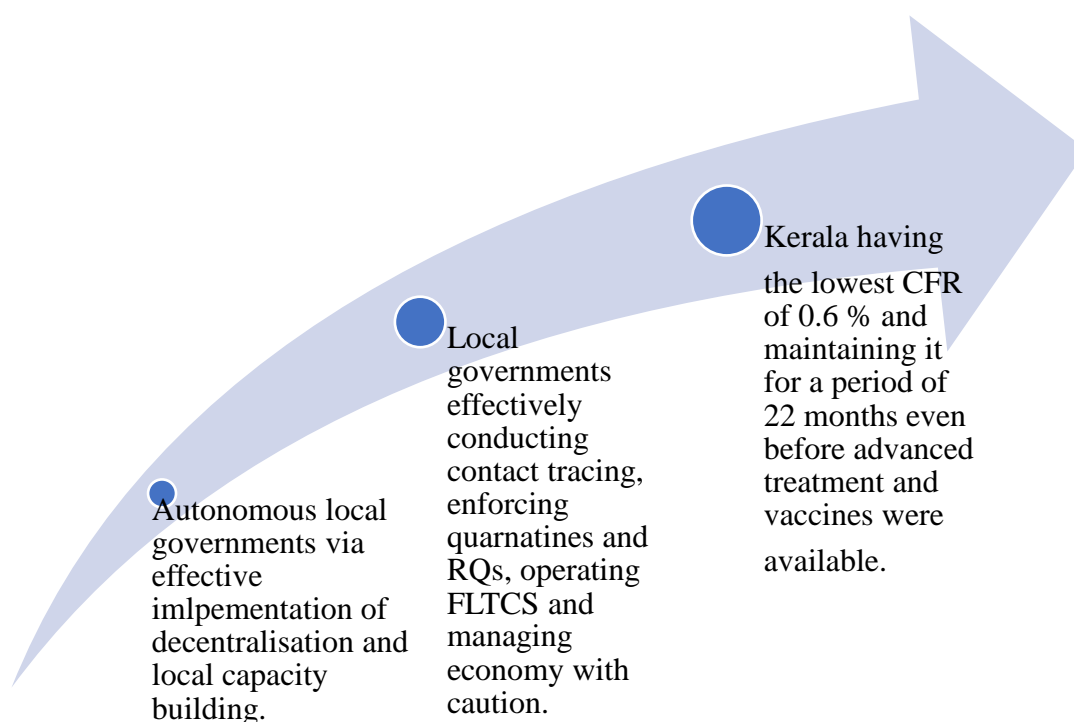 Autonomous local
governments via
effective
imlpementation of
decentralisation and
local capacity
building.
Local
governments
effectively
conducting
contact tracing,
enforcing
quarnatines and
RQs, operating
FLTCS and
managing
economy with
caution.
Kerala having
the lowest CFR
of 0.6 % and
maintaining it
for a period of
22 months even
before advanced
treatment and
vaccines were
available.